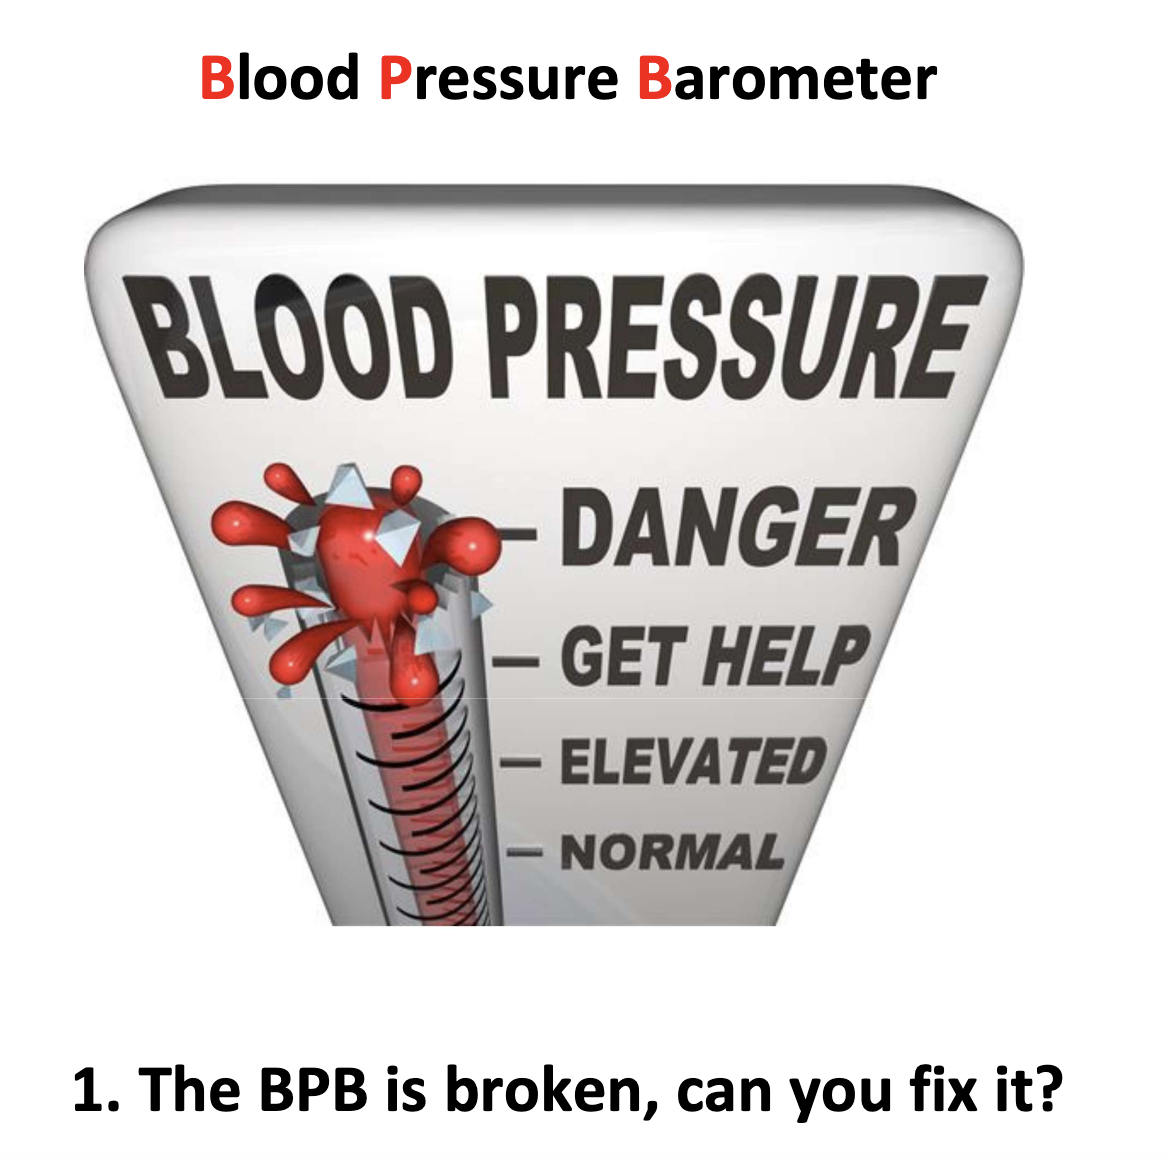 Blood Pressure Barometer
BLOOD PRESSURE
DANGER
GET HELP
ELEVATED
NORMAL
1. The BPB is broken, can you fix it?